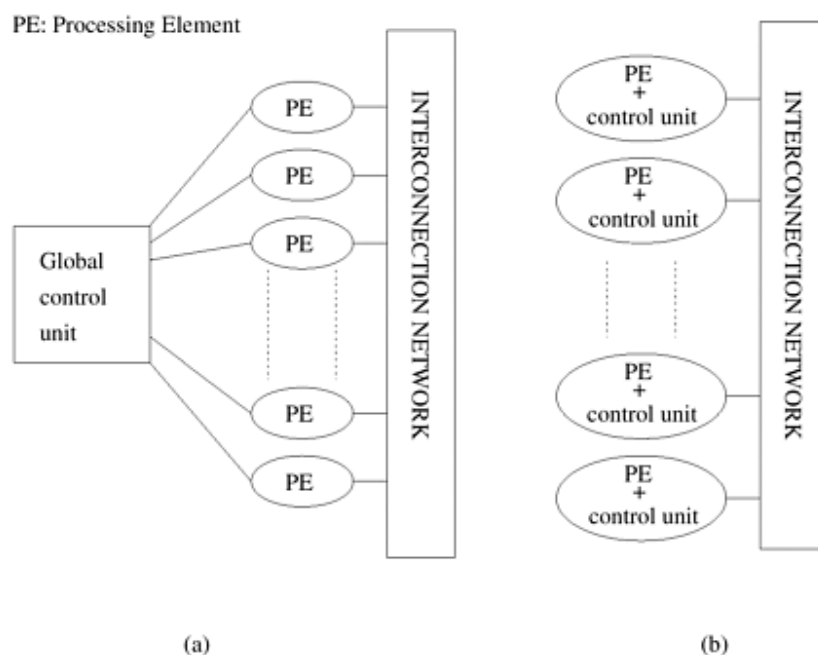 PE: Processing Element
PE
PE
PE
Global
control
unit
PE
PE
INTERCONNECTION NETWORK
(a)
PE
+
control unit
PE
+
control unit
PE
+
control unit
PE
+
control unit
INTERCONNECTION NETWORK
(b)